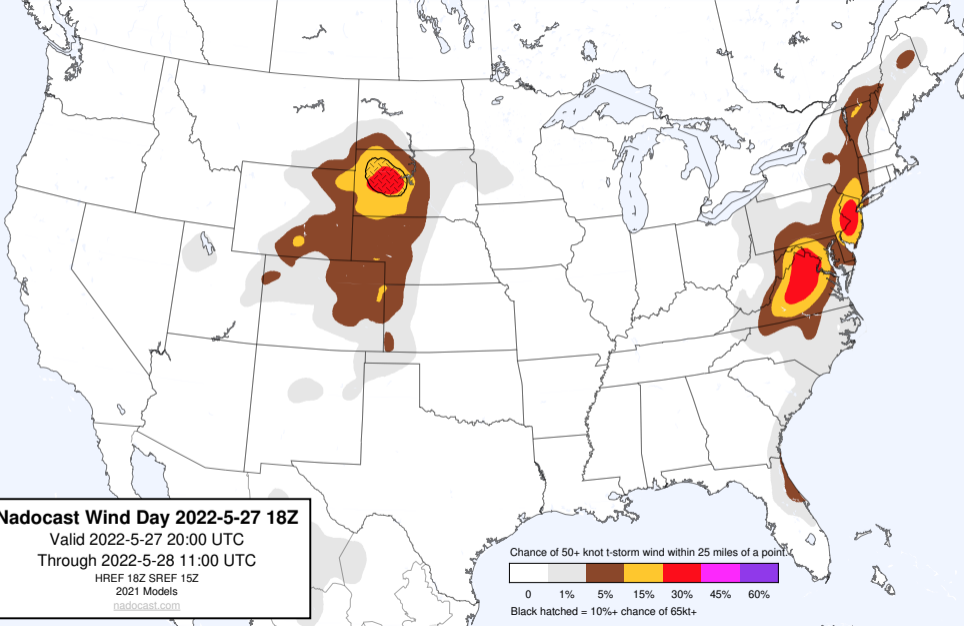 Nadocast Wind Day 2022-5-27 18Z
Valid 2022-5-27 20:00 UTC
Through 2022-5-28 11:00 UTC
HREF 18Z SREF 15Z
2021 Models
nadocast.com
Chance of 50+ knot t-storm wind within 25 miles of a point.
0 1% 5% 15% 30% 45% 60%
Black hatched = 10%+ chance of 65kt+